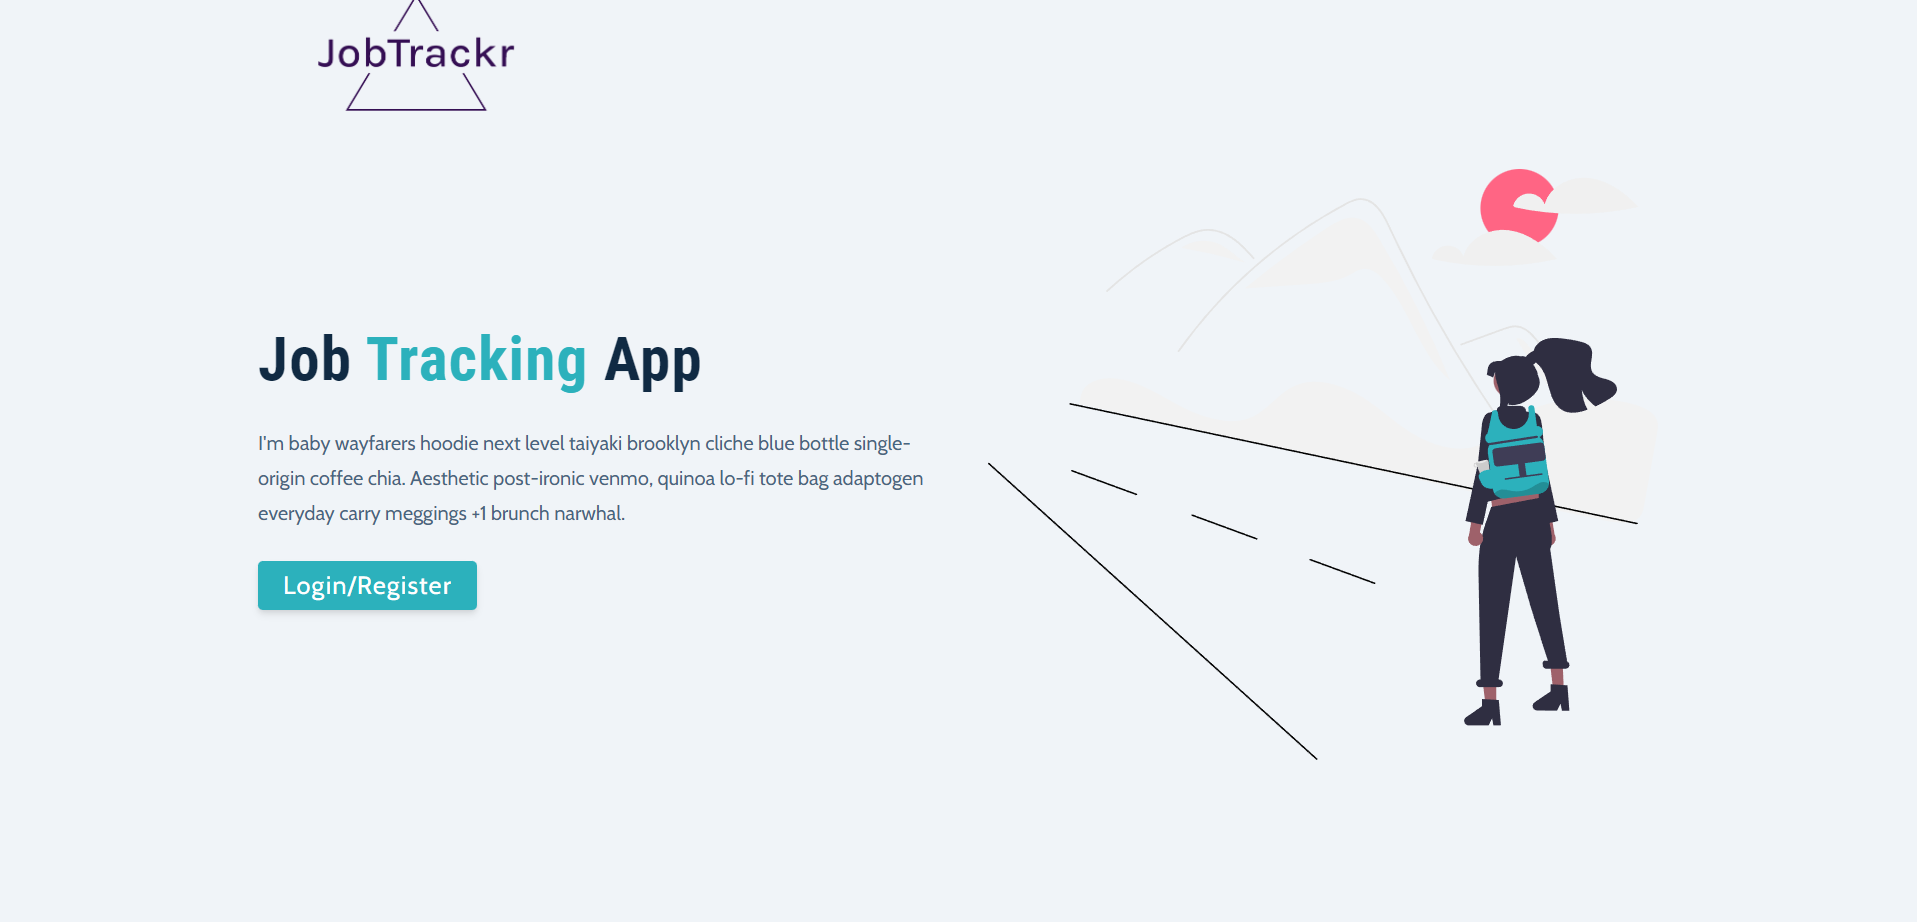 JobTrackr
Job Tracking App
I'm baby wayfarers hoodie next level taiyaki brooklyn cliche blue bottle single-
origin coffee chia. Aesthetic post-ironic venmo, quinoa lo-fi tote bag adaptogen
everyday carry meggings +1 brunch narwhal.
Login/Register